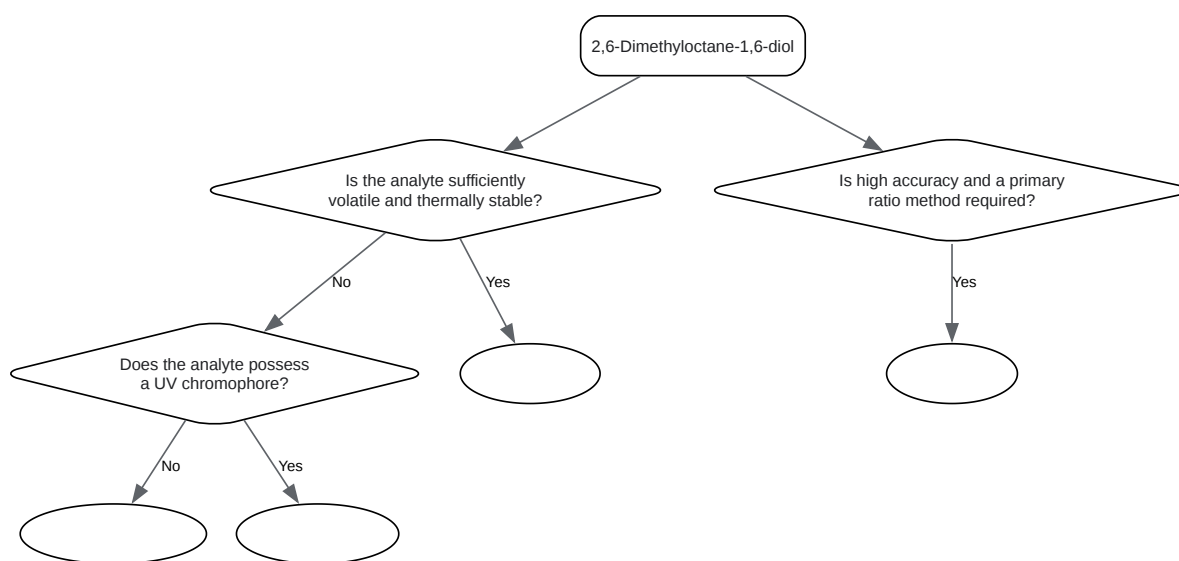 2,6-Dimethyloctane-1,6-diol
Is the analyte sufficiently
volatile and thermally stable?
Is high accuracy and a primary
ratio method required?
No
Yes
Yes
Does the analyte possess
a UV chromophore?
No
Yes